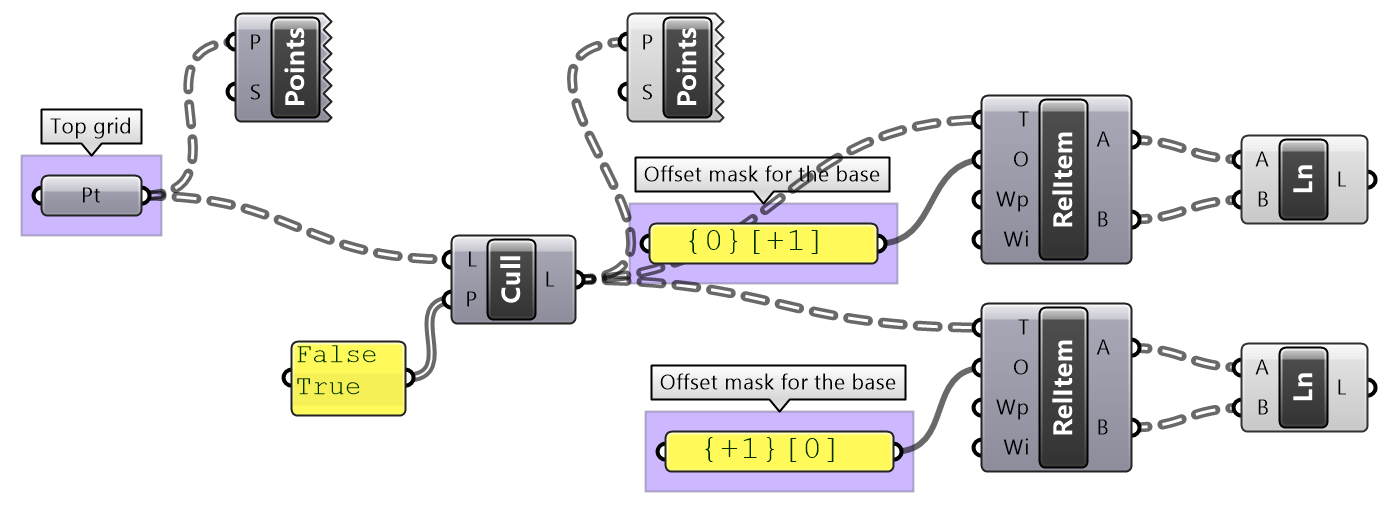 P
S
Points
P
S
Points
Top grid
Pt
Offset mask for the base
{0}[+1]
T
O
Wp
Wi
RelItem
A
B
A
B
Ln
L
L
P
Cull
L
False
True
Offset mask for the base
{+1}[0]
T
O
Wp
Wi
RelItem
A
B
A
B
Ln
L